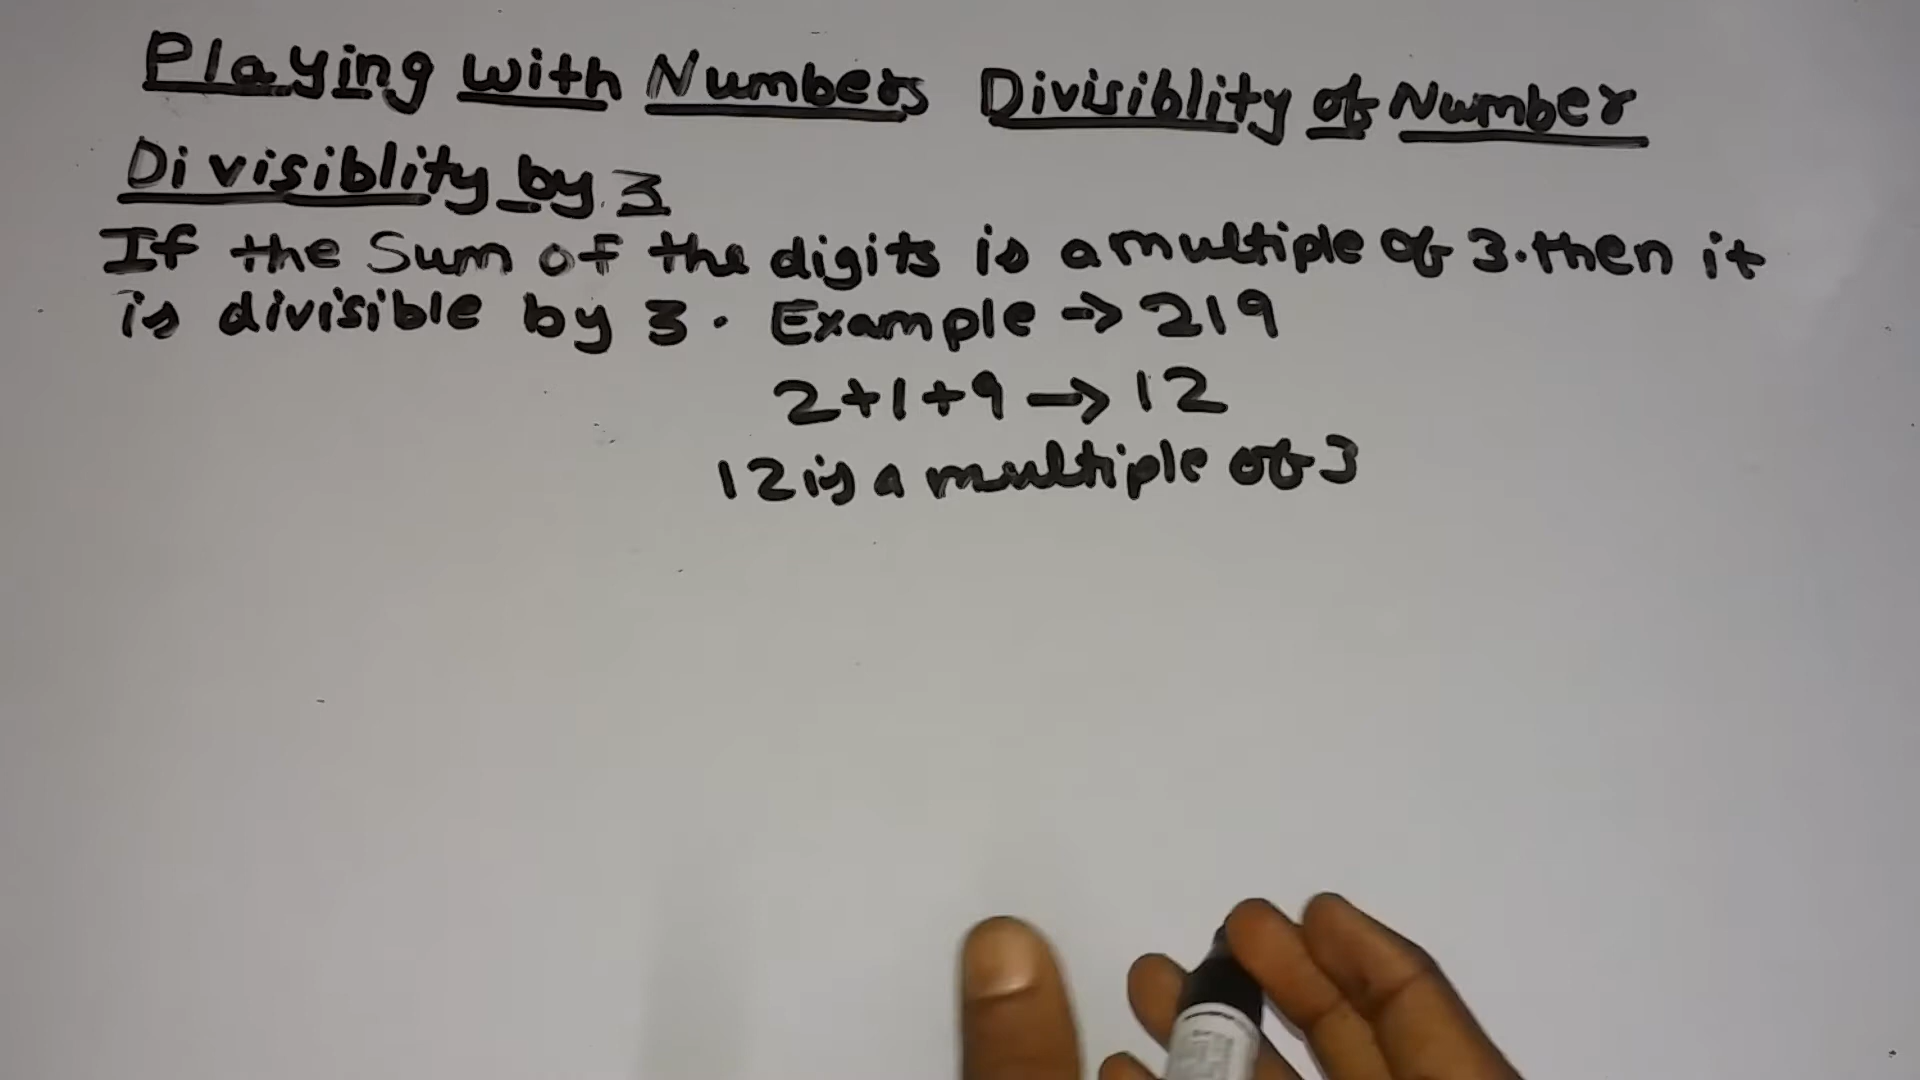 Playing with Numbers Divisiblity of Number
Divisiblity by 3
If the Sum of the digits is a multiple of 3. then it
is divisible by 3. Example → 219
2+1+9 → 12
12 is a multiple of 3